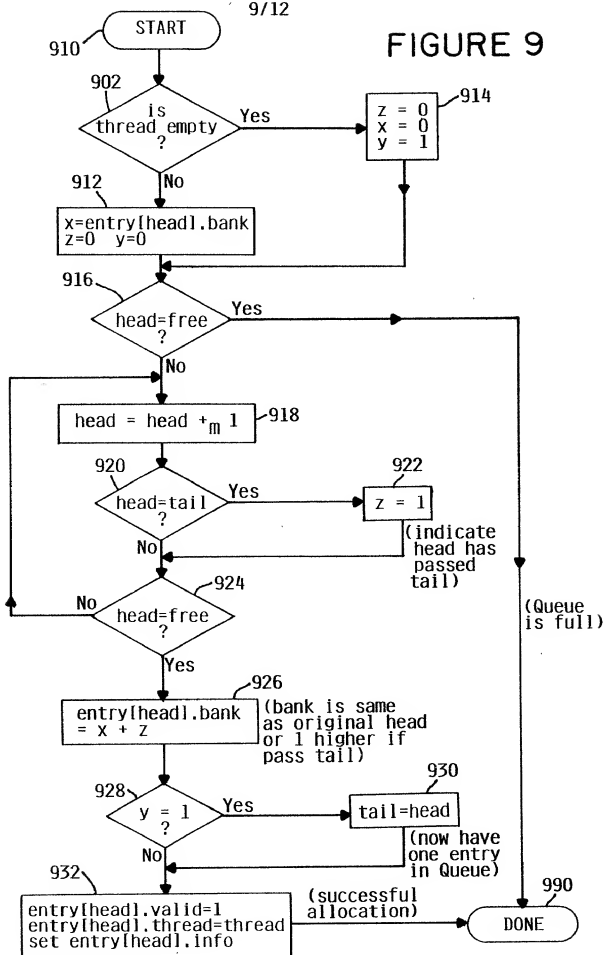 9/12
START
910
FIGURE 9
902
is
thread empty
?
Yes
914
z = 0
x = 0
y = 1
No
912
x=entry[head].bank
z=0 y=0
916
head=free
?
Yes
No
head = head +m 1
918
920
head=tail
?
Yes
922
z = 1
(indicate
head has
passed
tail)
No
924
head=free
?
No
Yes
(Queue
is full)
926
entry[head].bank
= x + z
(bank is same
as original head
or 1 higher if
pass tail)
928
y = 1
?
Yes
930
tail=head
(now have
one entry
in Queue)
No
932
entry[head].valid=1
entry[head].thread=thread
set entry[head].info
(successful
allocation)
990
DONE